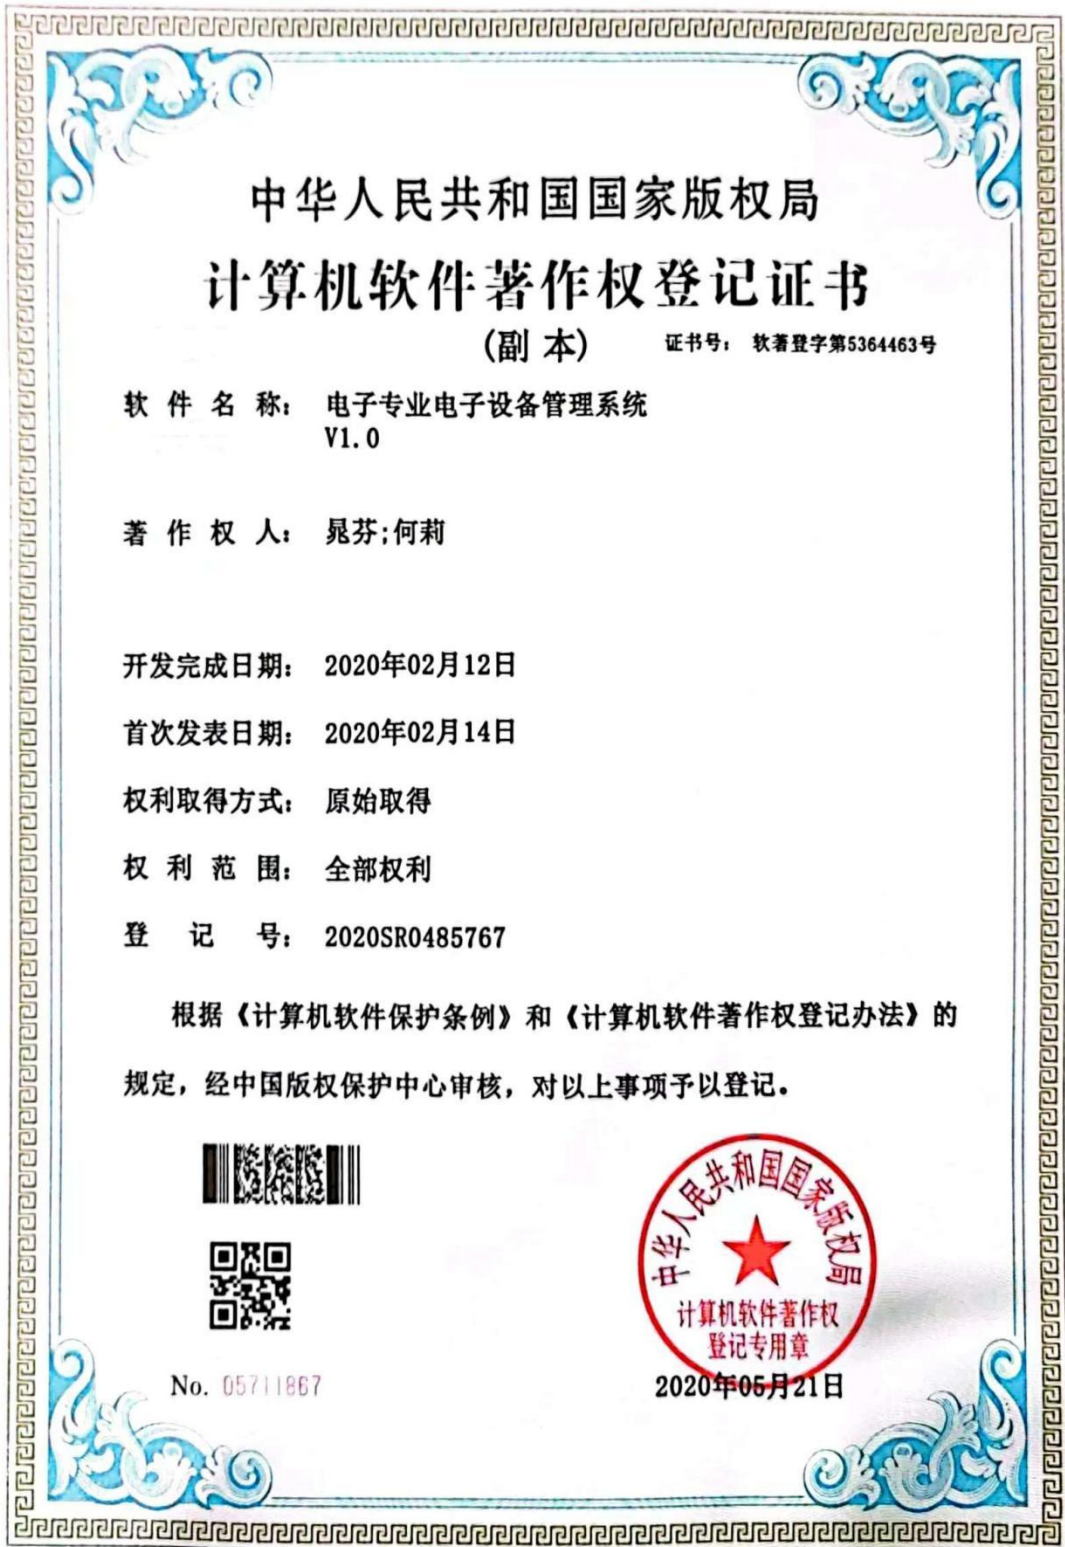 中华人民共和国国家版权局
计算机软件著作权登记证书
(副 本)
证书号： 软著登字第5364463号
软 件 名 称： 电子专业电子设备管理系统
V1.0
著 作 权 人： 晁芬;何莉
开发完成日期： 2020年02月12日
首次发表日期： 2020年02月14日
权利取得方式： 原始取得
权 利 范 围： 全部权利
登 记 号： 2020SR0485767
根据《计算机软件保护条例》和《计算机软件著作权登记办法》的
规定，经中国版权保护中心审核，对以上事项予以登记。
中华人民共和国国家版权局
计算机软件著作权
登记专用章
No. 05711867
2020年05月21日